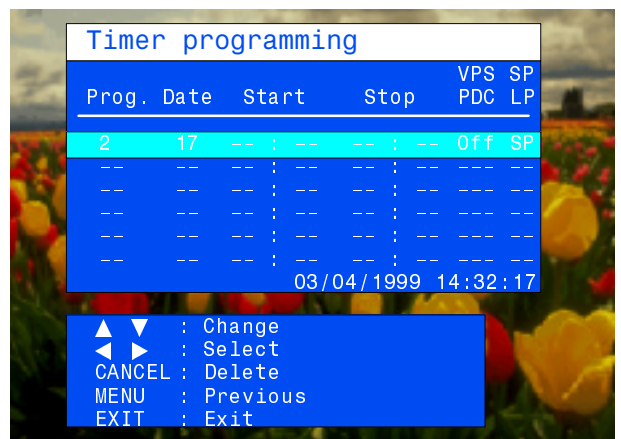 Timer programming
VPS SP
Prog. Date Start Stop PDC LP
2 17 -- : -- -- : -- Off SP
-- -- -- : -- -- : -- --- --
-- -- -- : -- -- : -- --- --
-- -- -- : -- -- : -- --- --
-- -- -- : -- -- : -- --- --
-- -- -- : -- -- : -- --- --
03/04/1999 14:32:17
▲ ▼ : Change
◀ ▶ : Select
CANCEL : Delete
MENU : Previous
EXIT : Exit